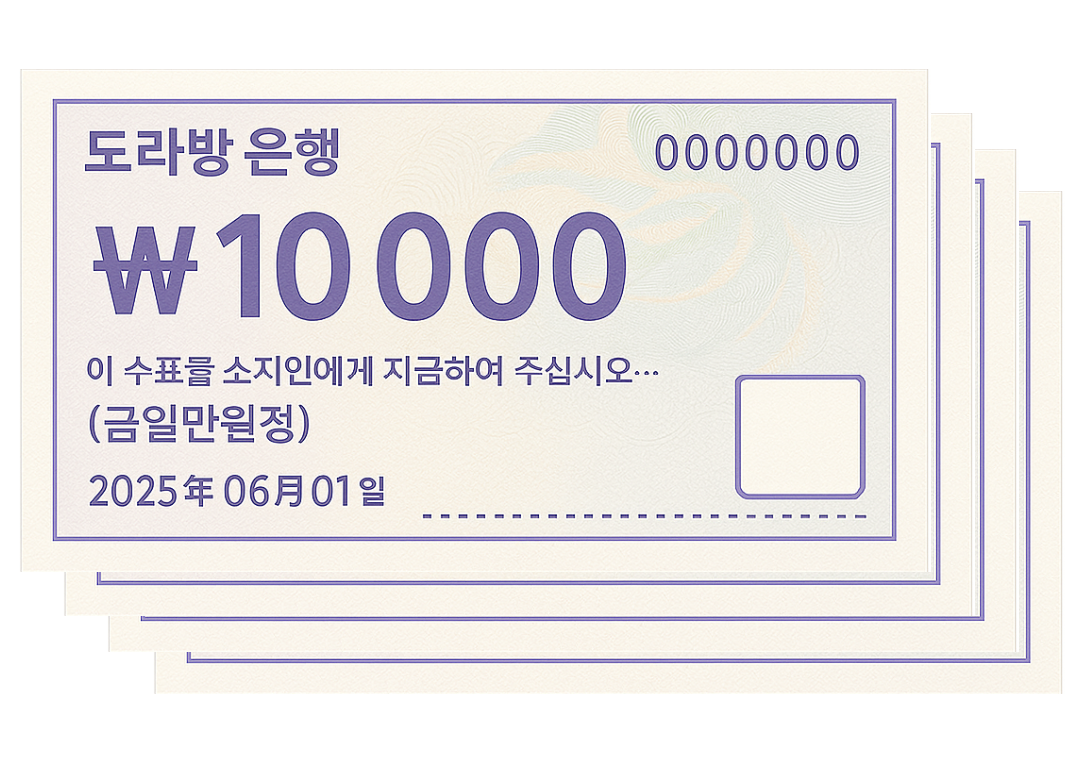 도라방 은행 0000000
₩10 000
이 수표를 소지인에게 지금하여 주십시오…
(금일만원정)
2025年 06月 01일